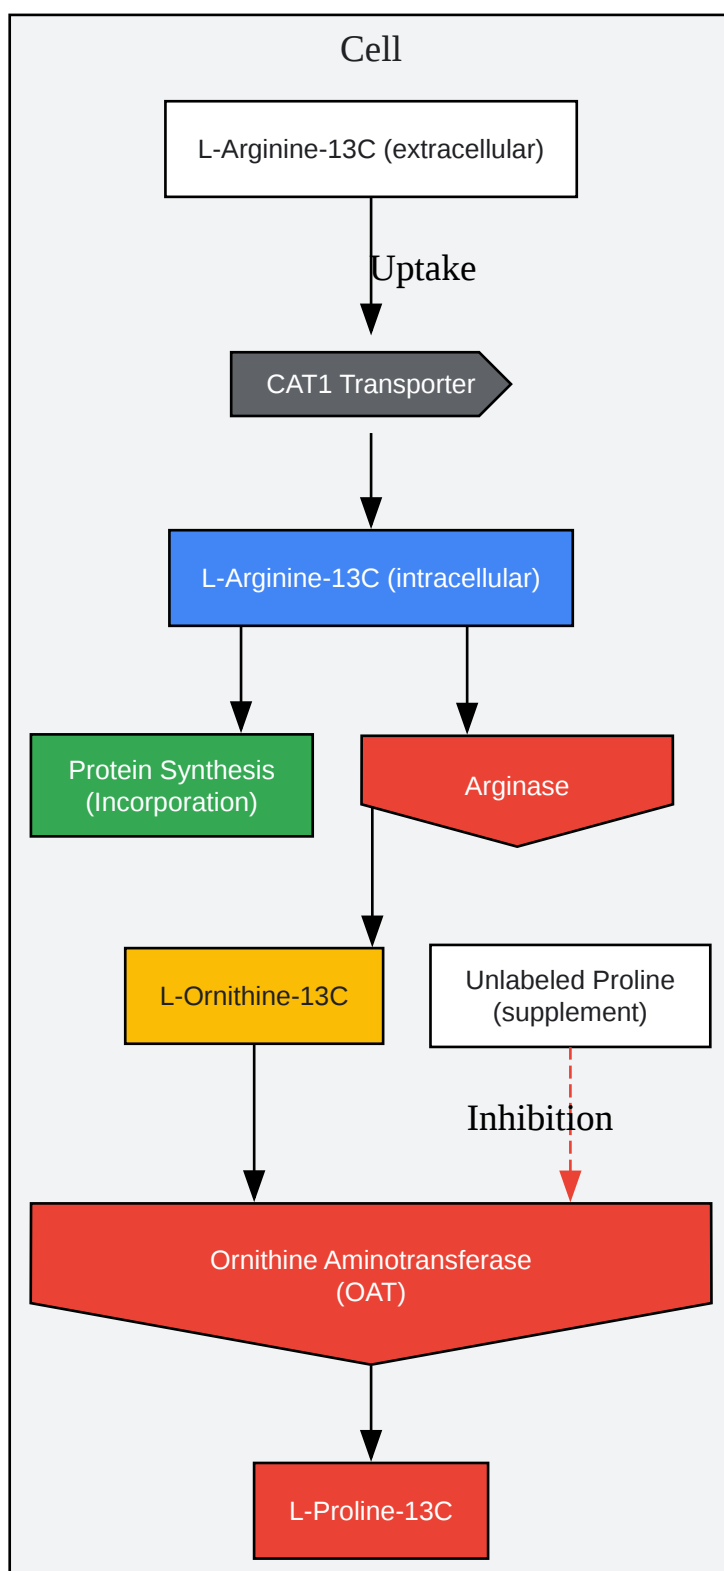 Cell
L-Arginine-13C (extracellular)
Uptake
CAT1 Transporter
L-Arginine-13C (intracellular)
Protein Synthesis
(Incorporation)
Arginase
L-Ornithine-13C
Unlabeled Proline
(supplement)
Inhibition
Ornithine Aminotransferase
(OAT)
L-Proline-13C